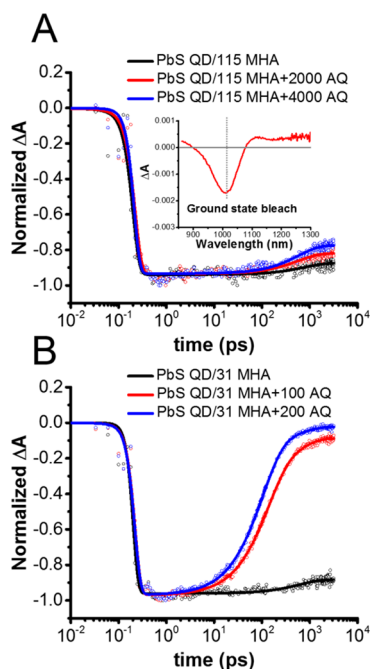 A
PbS QD/115 MHA
PbS QD/115 MHA+2000 AQ
PbS QD/115 MHA+4000 AQ
0.2
0.0
-0.2
-0.4
-0.6
-0.8
-1.0
Normalized ΔA
0.001
0.000
-0.001
-0.002
-0.003
ΔA
Ground state bleach
900 1000 1100 1200 1300
Wavelength (nm)
10⁻² 10⁻¹ 10⁰ 10¹ 10² 10³ 10⁴
time (ps)
B
PbS QD/31 MHA
PbS QD/31 MHA+100 AQ
PbS QD/31 MHA+200 AQ
0.2
0.0
-0.2
-0.4
-0.6
-0.8
-1.0
Normalized ΔA
10⁻² 10⁻¹ 10⁰ 10¹ 10² 10³ 10⁴
time (ps)